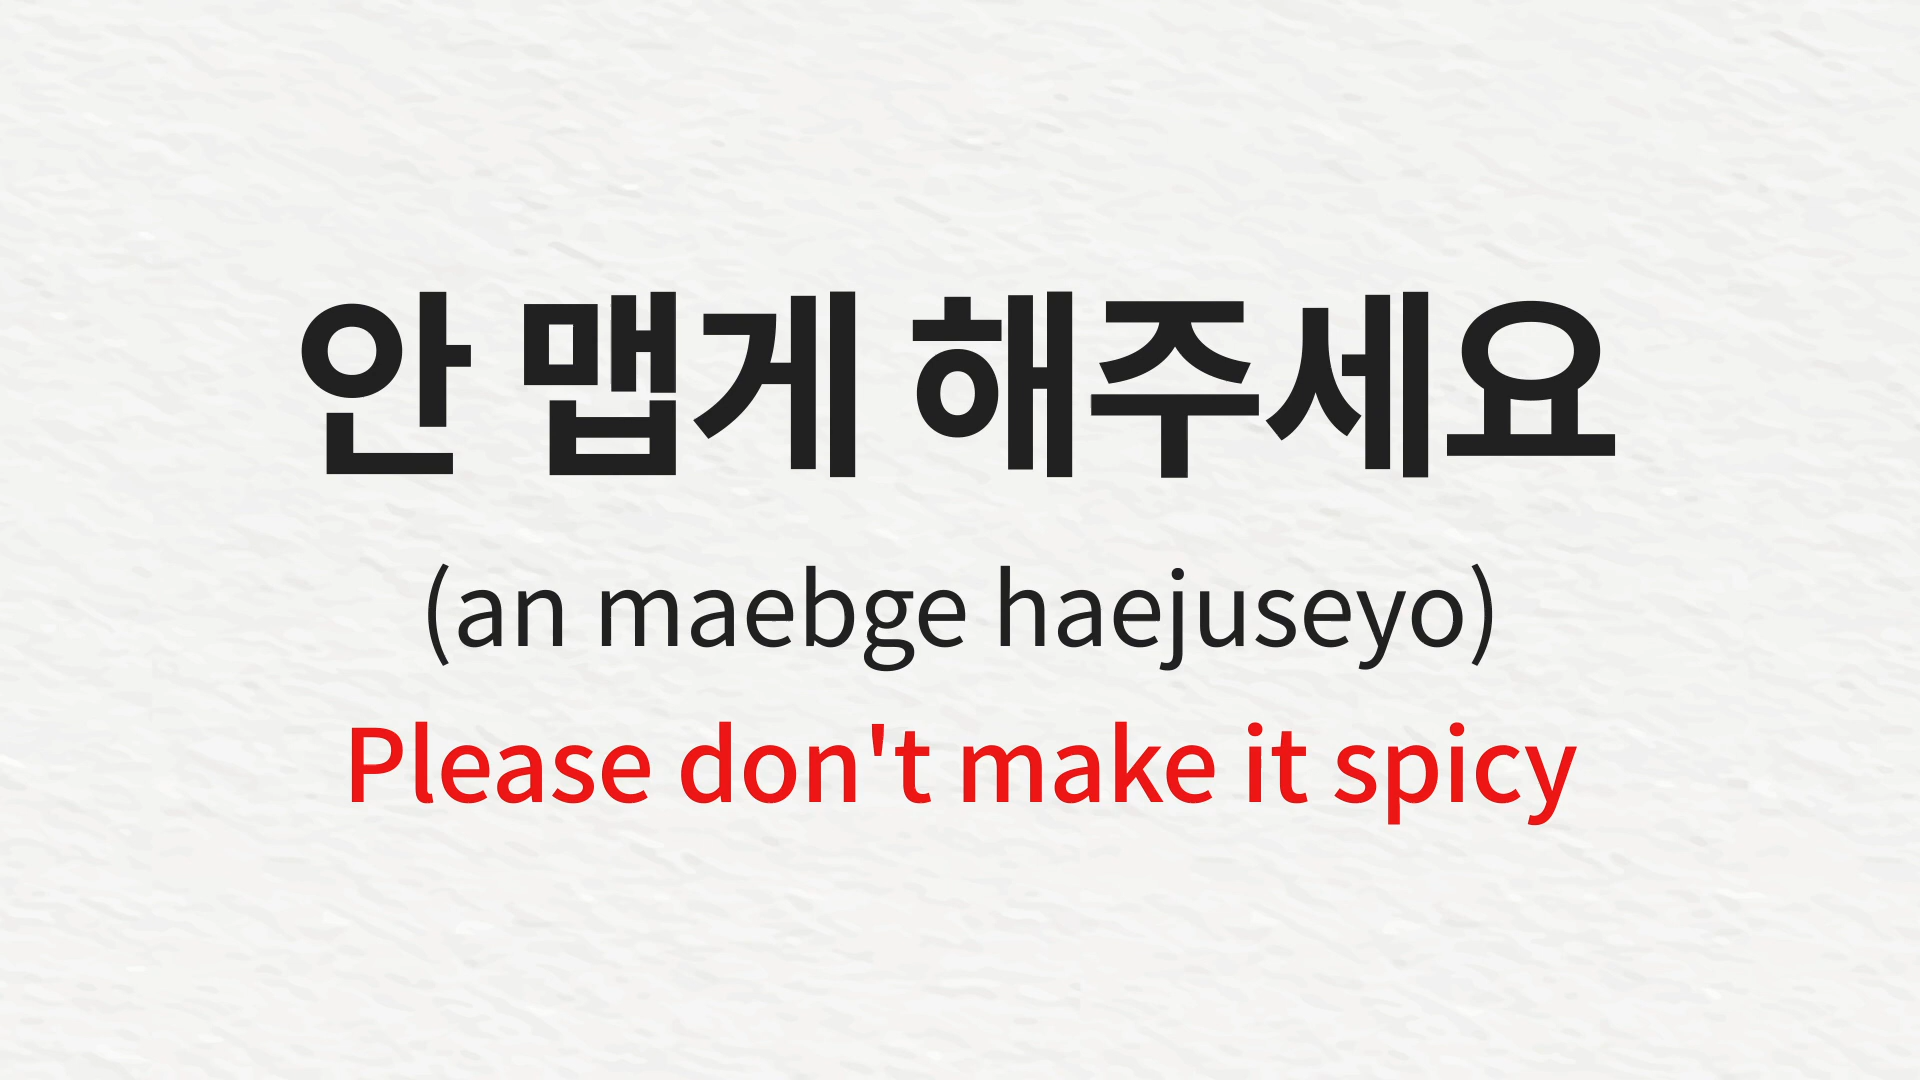 안 맵게 해주세요
(an maebge haejuseyo)
Please don't make it spicy